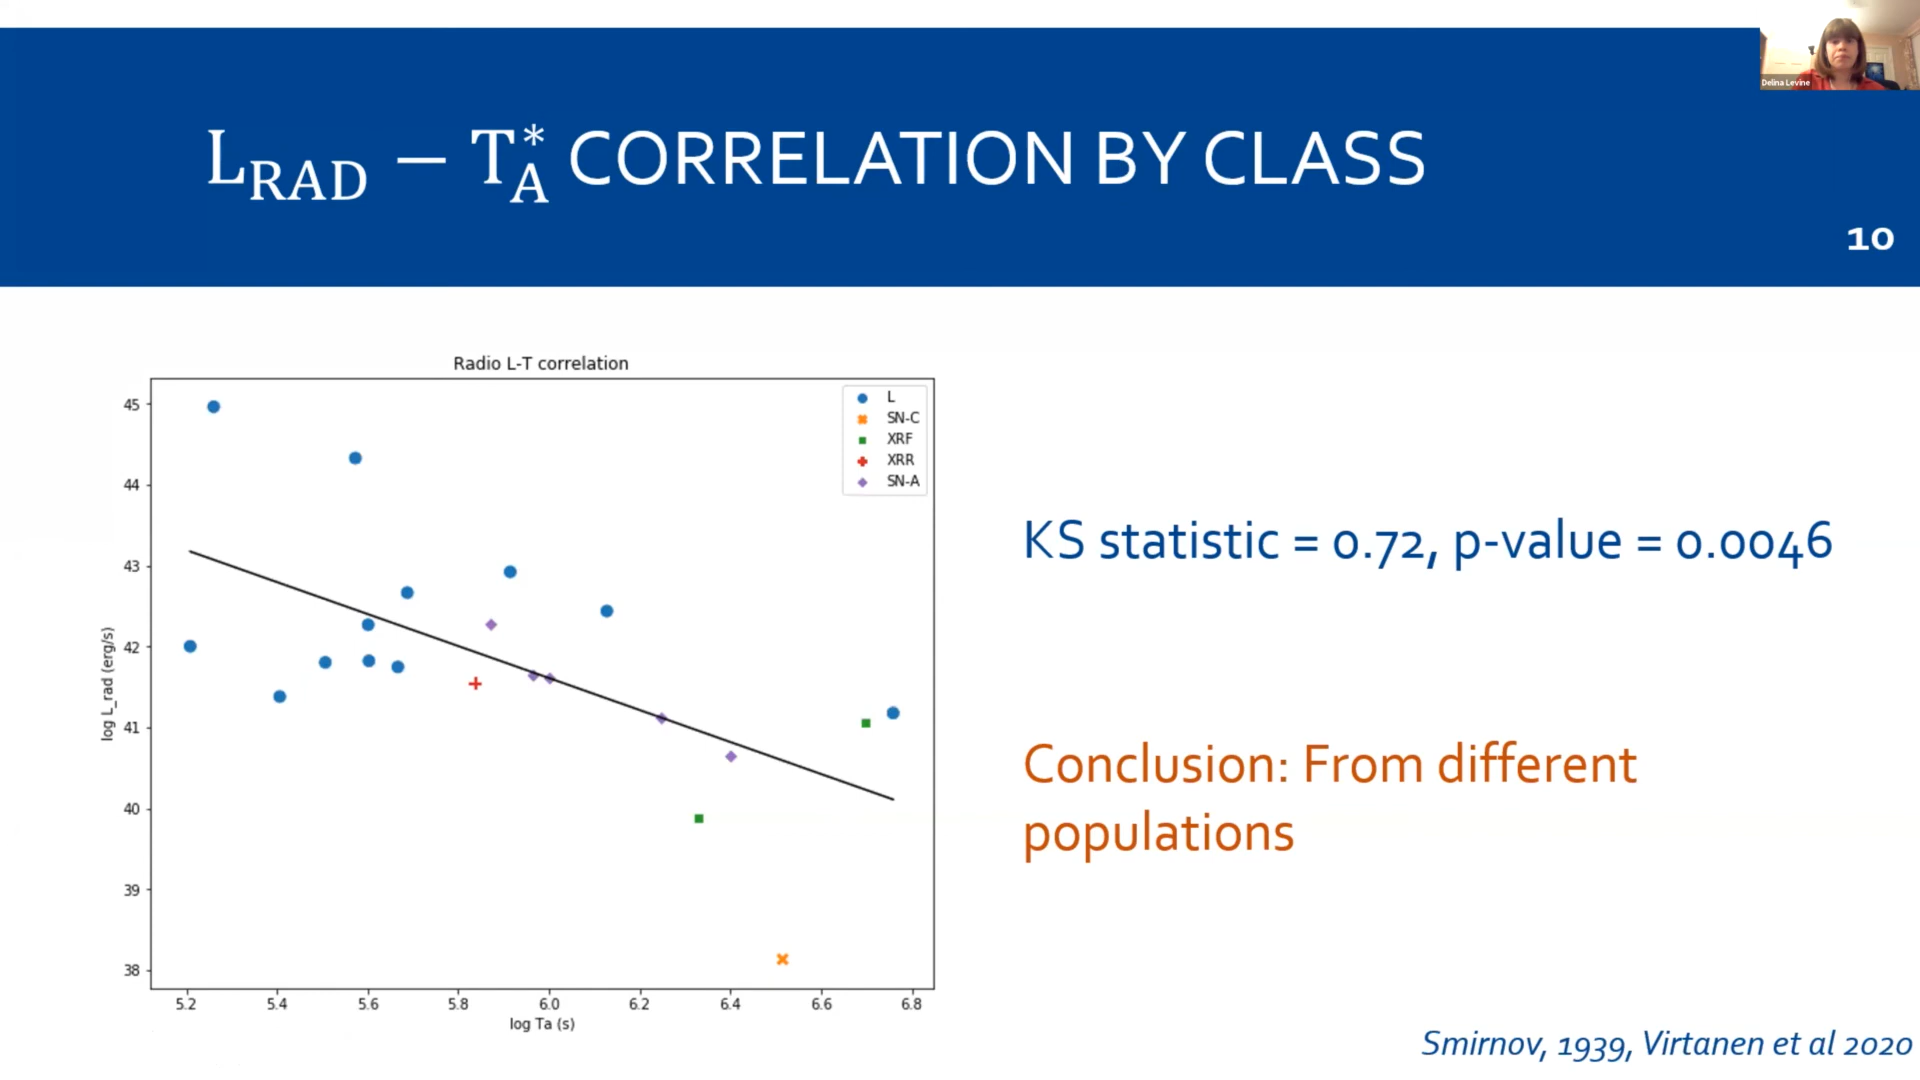 Delina Levine
L_RAD − T*_A CORRELATION BY CLASS
10
Radio L-T correlation
L
SN-C
XRF
XRR
SN-A
45
44
43
42
41
40
39
38
log L_rad (erg/s)
5.2 5.4 5.6 5.8 6.0 6.2 6.4 6.6 6.8
log Ta (s)
KS statistic = 0.72, p-value = 0.0046
Conclusion: From different
populations
Smirnov, 1939, Virtanen et al 2020